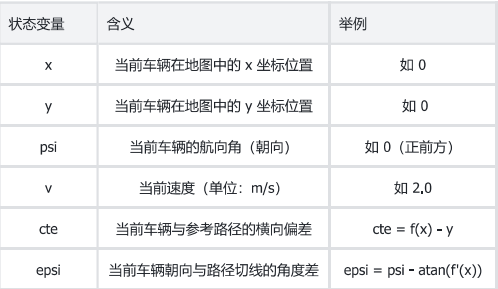 状态变量 含义 举例
x 当前车辆在地图中的 x 坐标位置 如 0
y 当前车辆在地图中的 y 坐标位置 如 0
psi 当前车辆的航向角（朝向） 如 0（正前方）
v 当前速度（单位：m/s） 如 2.0
cte 当前车辆与参考路径的横向偏差 cte = f(x) - y
epsi 当前车辆朝向与路径切线的角度差 epsi = psi - atan(f'(x))